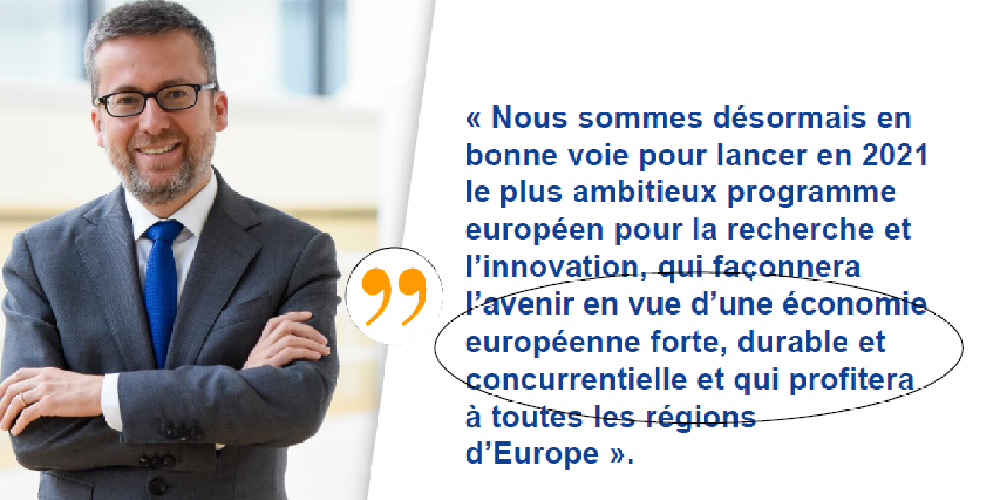 « Nous sommes désormais en
bonne voie pour lancer en 2021
le plus ambitieux programme
européen pour la recherche et
l’innovation, qui façonnera
l’avenir en vue d’une économie
européenne forte, durable et
concurrentielle et qui profitera
à toutes les régions
d’Europe ».